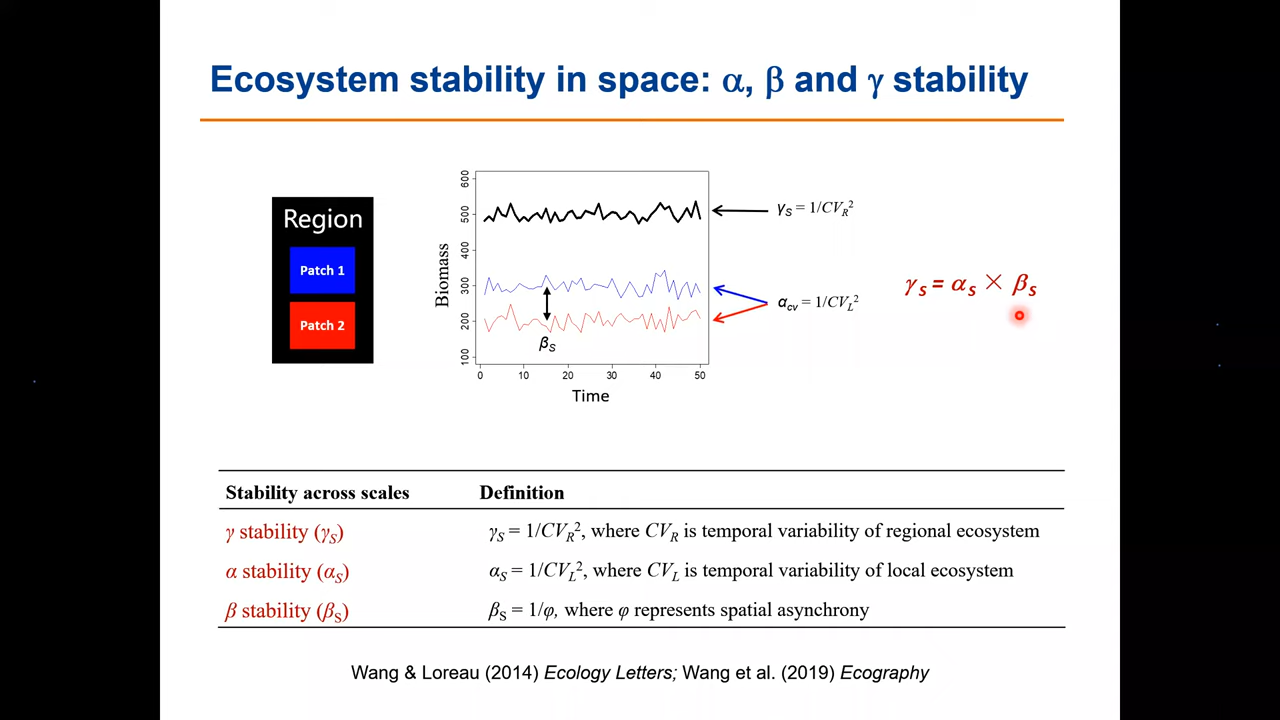 Ecosystem stability in space: α, β and γ stability
Region
Patch 1
Patch 2
Biomass
600
500
400
300
200
100
0 10 20 30 40 50
Time
βS
γS = 1/CVR²
αcv = 1/CVL²
γS = αS × βS
Stability across scales Definition
γ stability (γS) γS = 1/CVR², where CVR is temporal variability of regional ecosystem
α stability (αS) αS = 1/CVL², where CVL is temporal variability of local ecosystem
β stability (βS) βS = 1/φ, where φ represents spatial asynchrony
Wang & Loreau (2014) Ecology Letters; Wang et al. (2019) Ecography